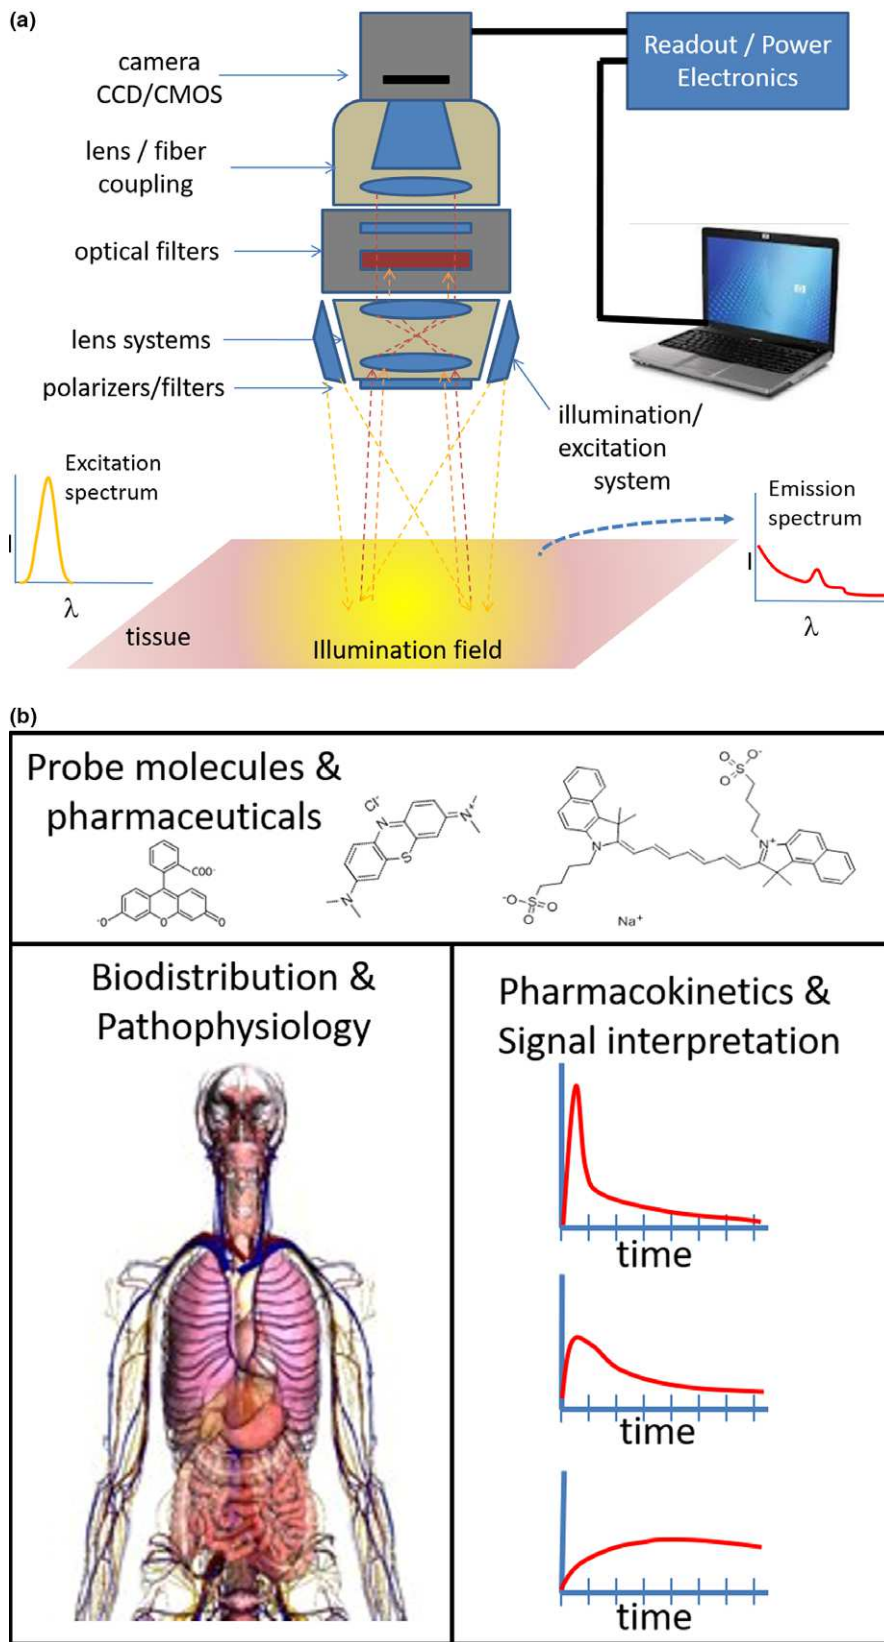 (a)
camera
CCD/CMOS
Readout / Power
Electronics
lens / fiber
coupling
optical filters
lens systems
polarizers/filters
illumination/
excitation
system
Excitation
spectrum
I
λ
Emission
spectrum
I
λ
tissue
Illumination field
(b)
Probe molecules &
pharmaceuticals
COO⁻
⁻O
O
O
Cl⁻
N
S
N⁺
N
O
S
O
O⁻
N
N⁺
⁻O
S
O
O
Na⁺
Biodistribution &
Pathophysiology
Pharmacokinetics &
Signal interpretation
time
time
time